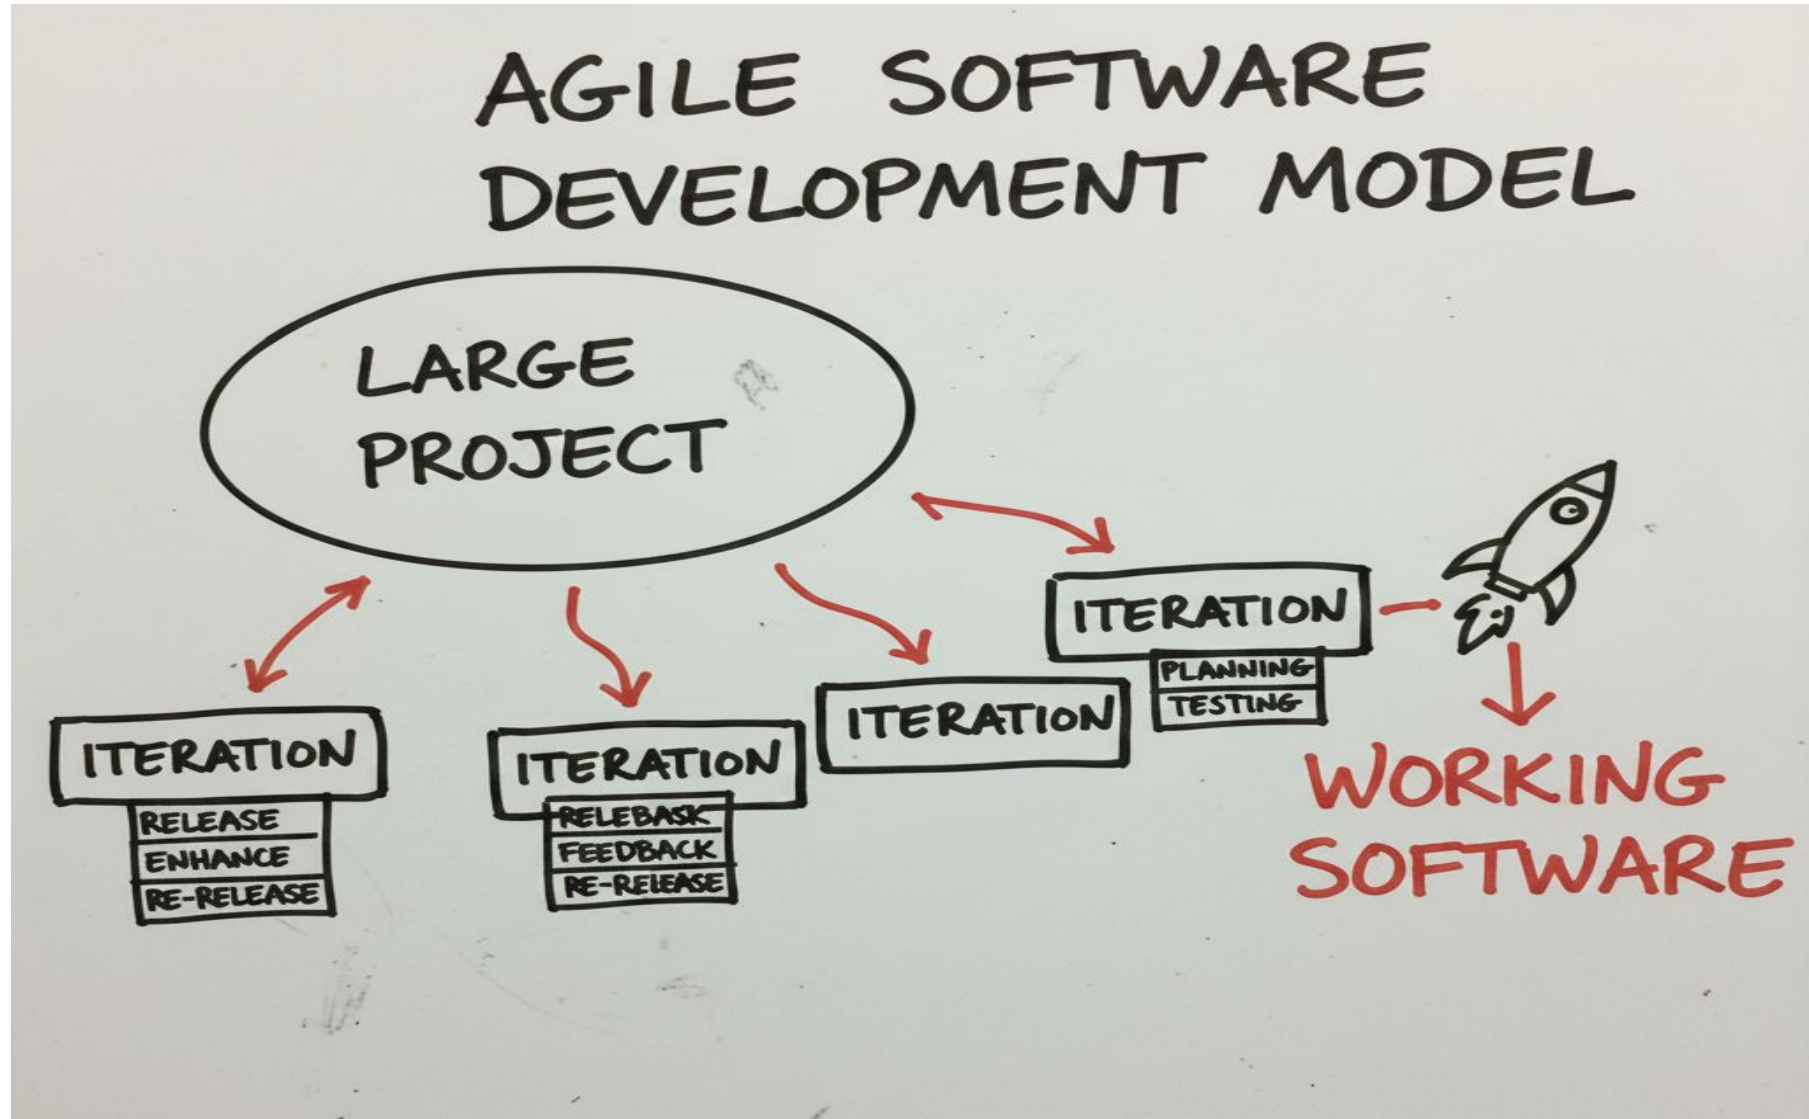 AGILE SOFTWARE
DEVELOPMENT MODEL
LARGE
PROJECT
ITERATION
RELEASE
ENHANCE
RE-RELEASE
ITERATION
RELEBASK
FEEDBACK
RE-RELEASE
ITERATION
ITERATION
PLANNING
TESTING
WORKING
SOFTWARE